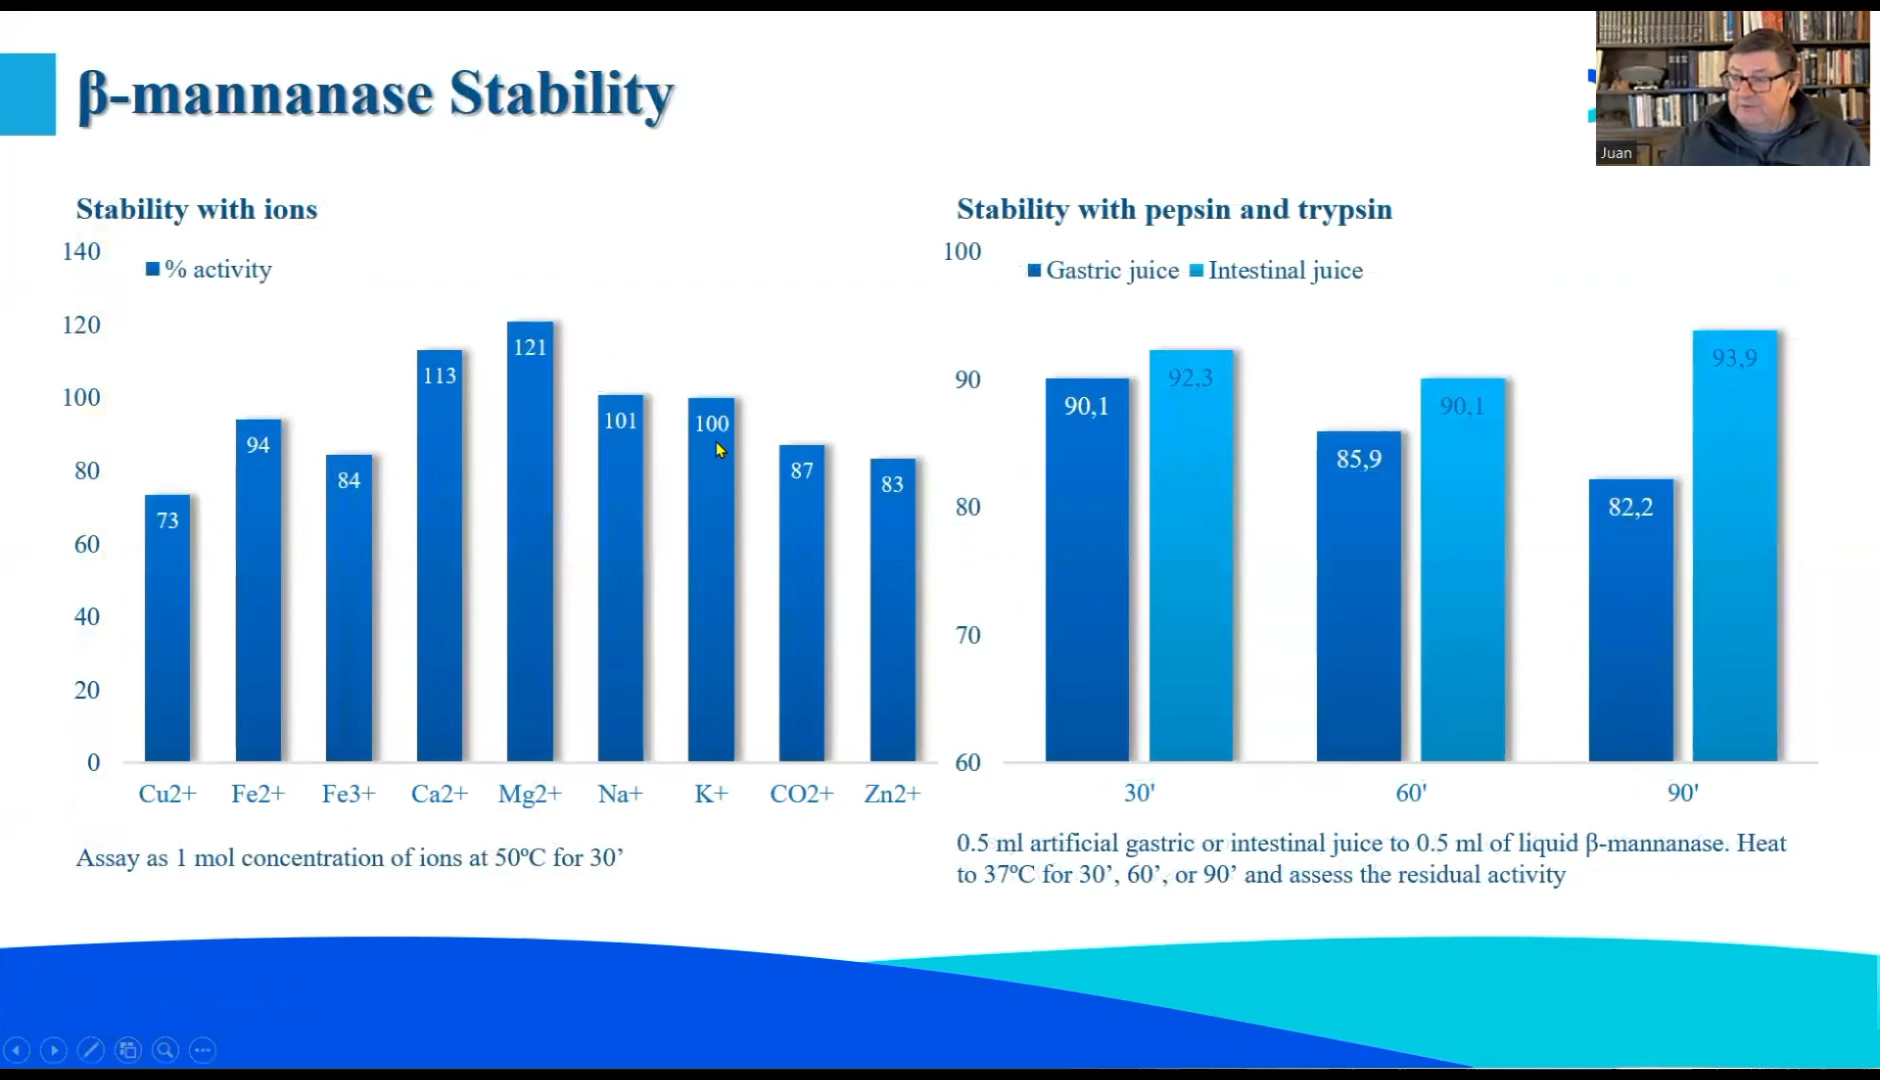 β-mannanase Stability
Juan
Stability with ions
140
120
100
80
60
40
20
0
% activity
73
94
84
113
121
101
100
87
83
Cu2+ Fe2+ Fe3+ Ca2+ Mg2+ Na+ K+ CO2+ Zn2+
Assay as 1 mol concentration of ions at 50ºC for 30’
Stability with pepsin and trypsin
100
90
80
70
60
Gastric juice Intestinal juice
90,1
92,3
85,9
90,1
82,2
93,9
30' 60' 90'
0.5 ml artificial gastric or intestinal juice to 0.5 ml of liquid β-mannanase. Heat
to 37ºC for 30’, 60’, or 90’ and assess the residual activity